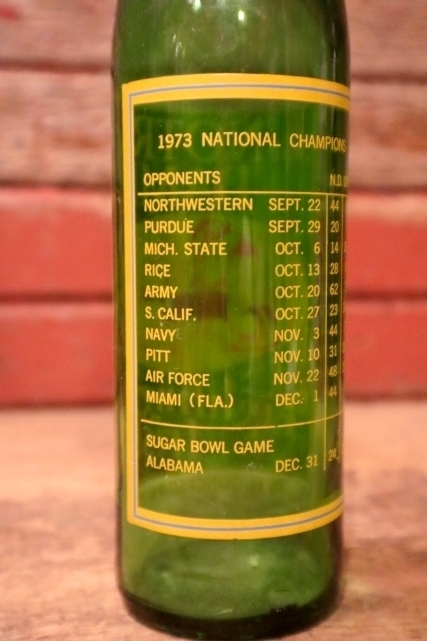 1973 NATIONAL CHAMPIONS
OPPONENTS N.D.
NORTHWESTERN SEPT. 22 44
PURDUE SEPT. 29 20
MICH. STATE OCT. 6 14
RICE OCT. 13 28
ARMY OCT. 20 62
S. CALIF. OCT. 27 23
NAVY NOV. 3 44
PITT NOV. 10 31
AIR FORCE NOV. 22 48
MIAMI (FLA.) DEC. 1 44
SUGAR BOWL GAME
ALABAMA DEC. 31 24